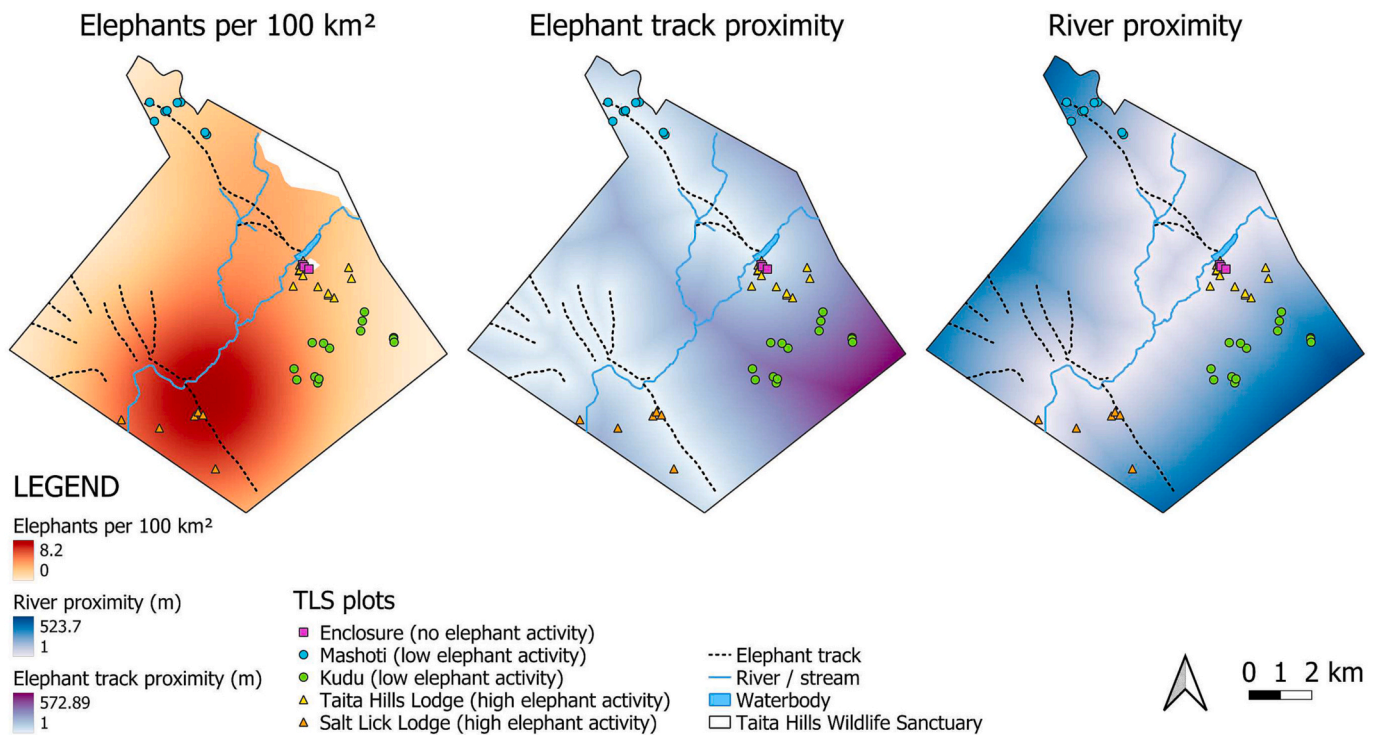 Elephants per 100 km²
Elephant track proximity
River proximity
LEGEND
Elephants per 100 km²
8.2
0
River proximity (m)
523.7
1
Elephant track proximity (m)
572.89
1
TLS plots
Enclosure (no elephant activity)
Mashoti (low elephant activity)
Kudu (low elephant activity)
Taita Hills Lodge (high elephant activity)
Salt Lick Lodge (high elephant activity)
Elephant track
River / stream
Waterbody
Taita Hills Wildlife Sanctuary
0 1 2 km